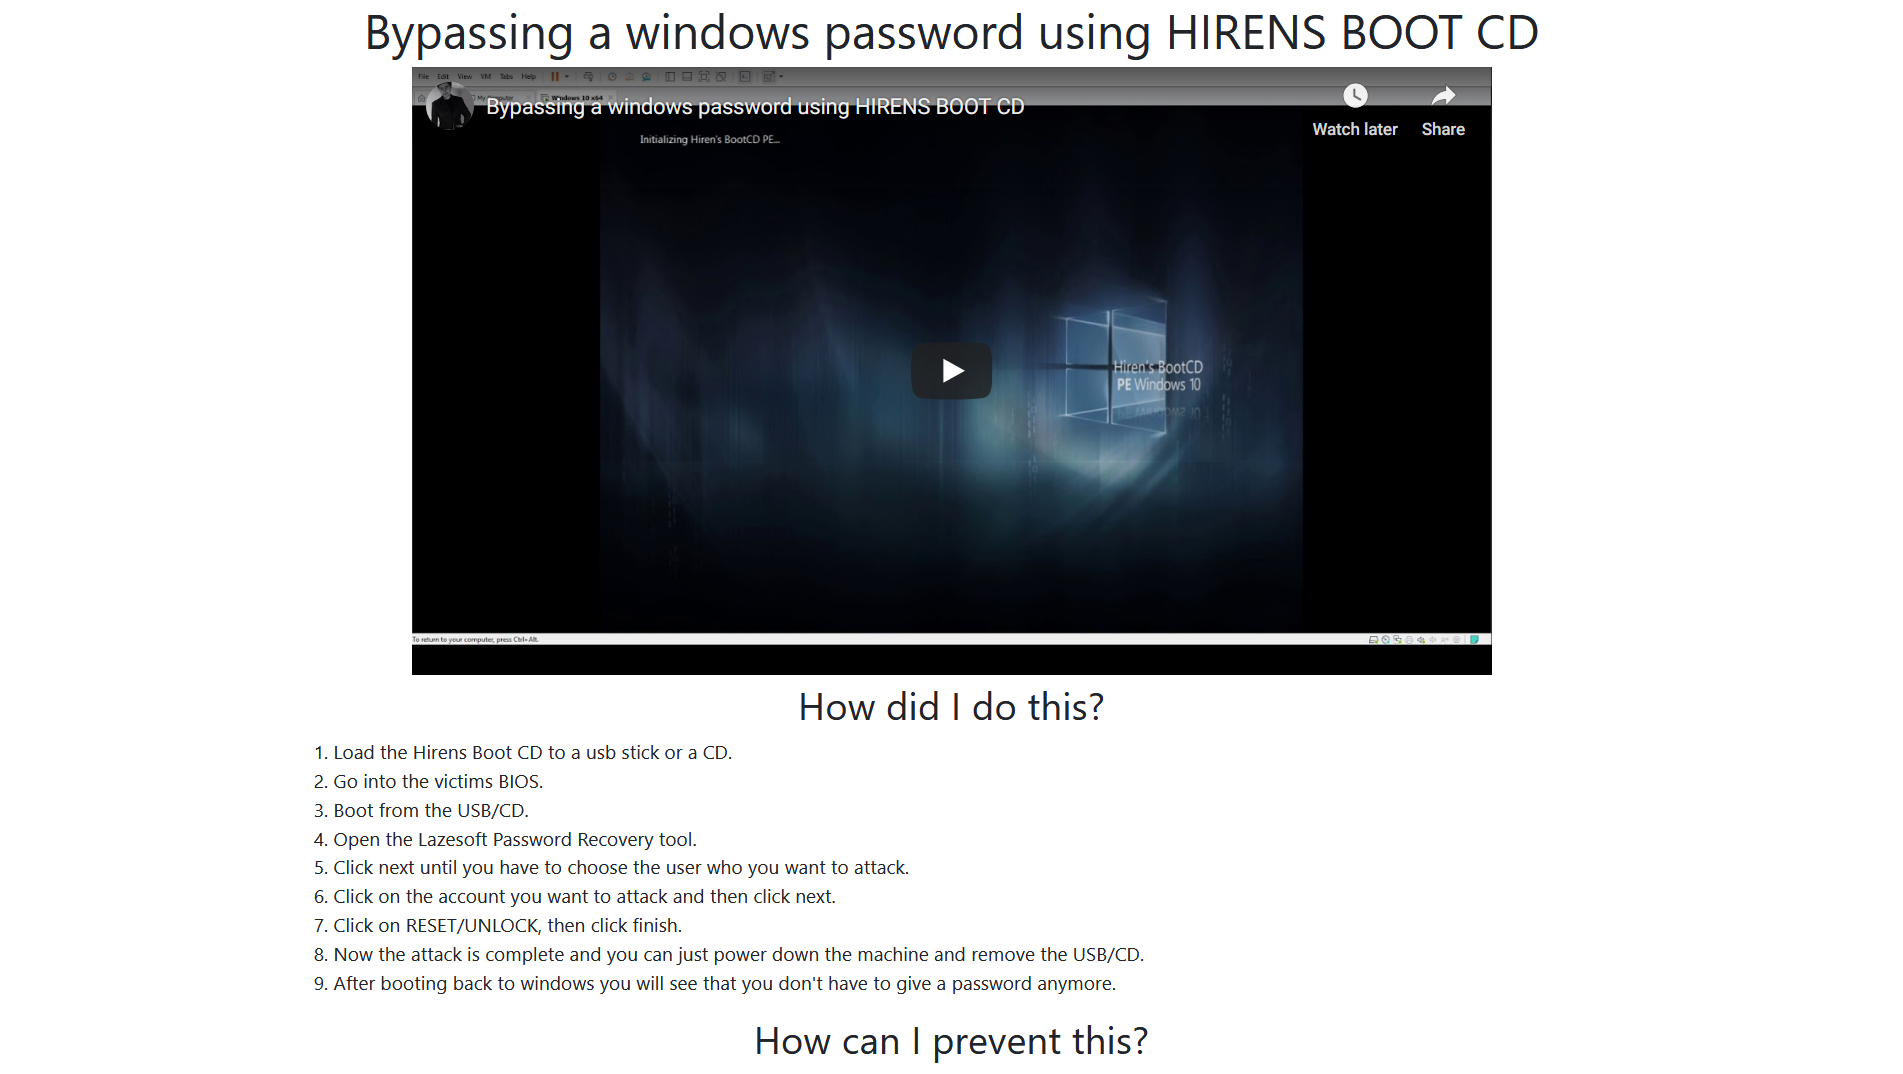 Bypassing a windows password using HIRENS BOOT CD
File Edit View VM Tabs Help
My Computer
Windows 10 x64
Bypassing a windows password using HIRENS BOOT CD
Watch later
Share
Initializing Hiren's BootCD PE...
Hiren's BootCD
PE Windows 10
To return to your computer, press Ctrl+Alt.
How did I do this?
1. Load the Hirens Boot CD to a usb stick or a CD.
2. Go into the victims BIOS.
3. Boot from the USB/CD.
4. Open the Lazesoft Password Recovery tool.
5. Click next until you have to choose the user who you want to attack.
6. Click on the account you want to attack and then click next.
7. Click on RESET/UNLOCK, then click finish.
8. Now the attack is complete and you can just power down the machine and remove the USB/CD.
9. After booting back to windows you will see that you don't have to give a password anymore.
How can I prevent this?